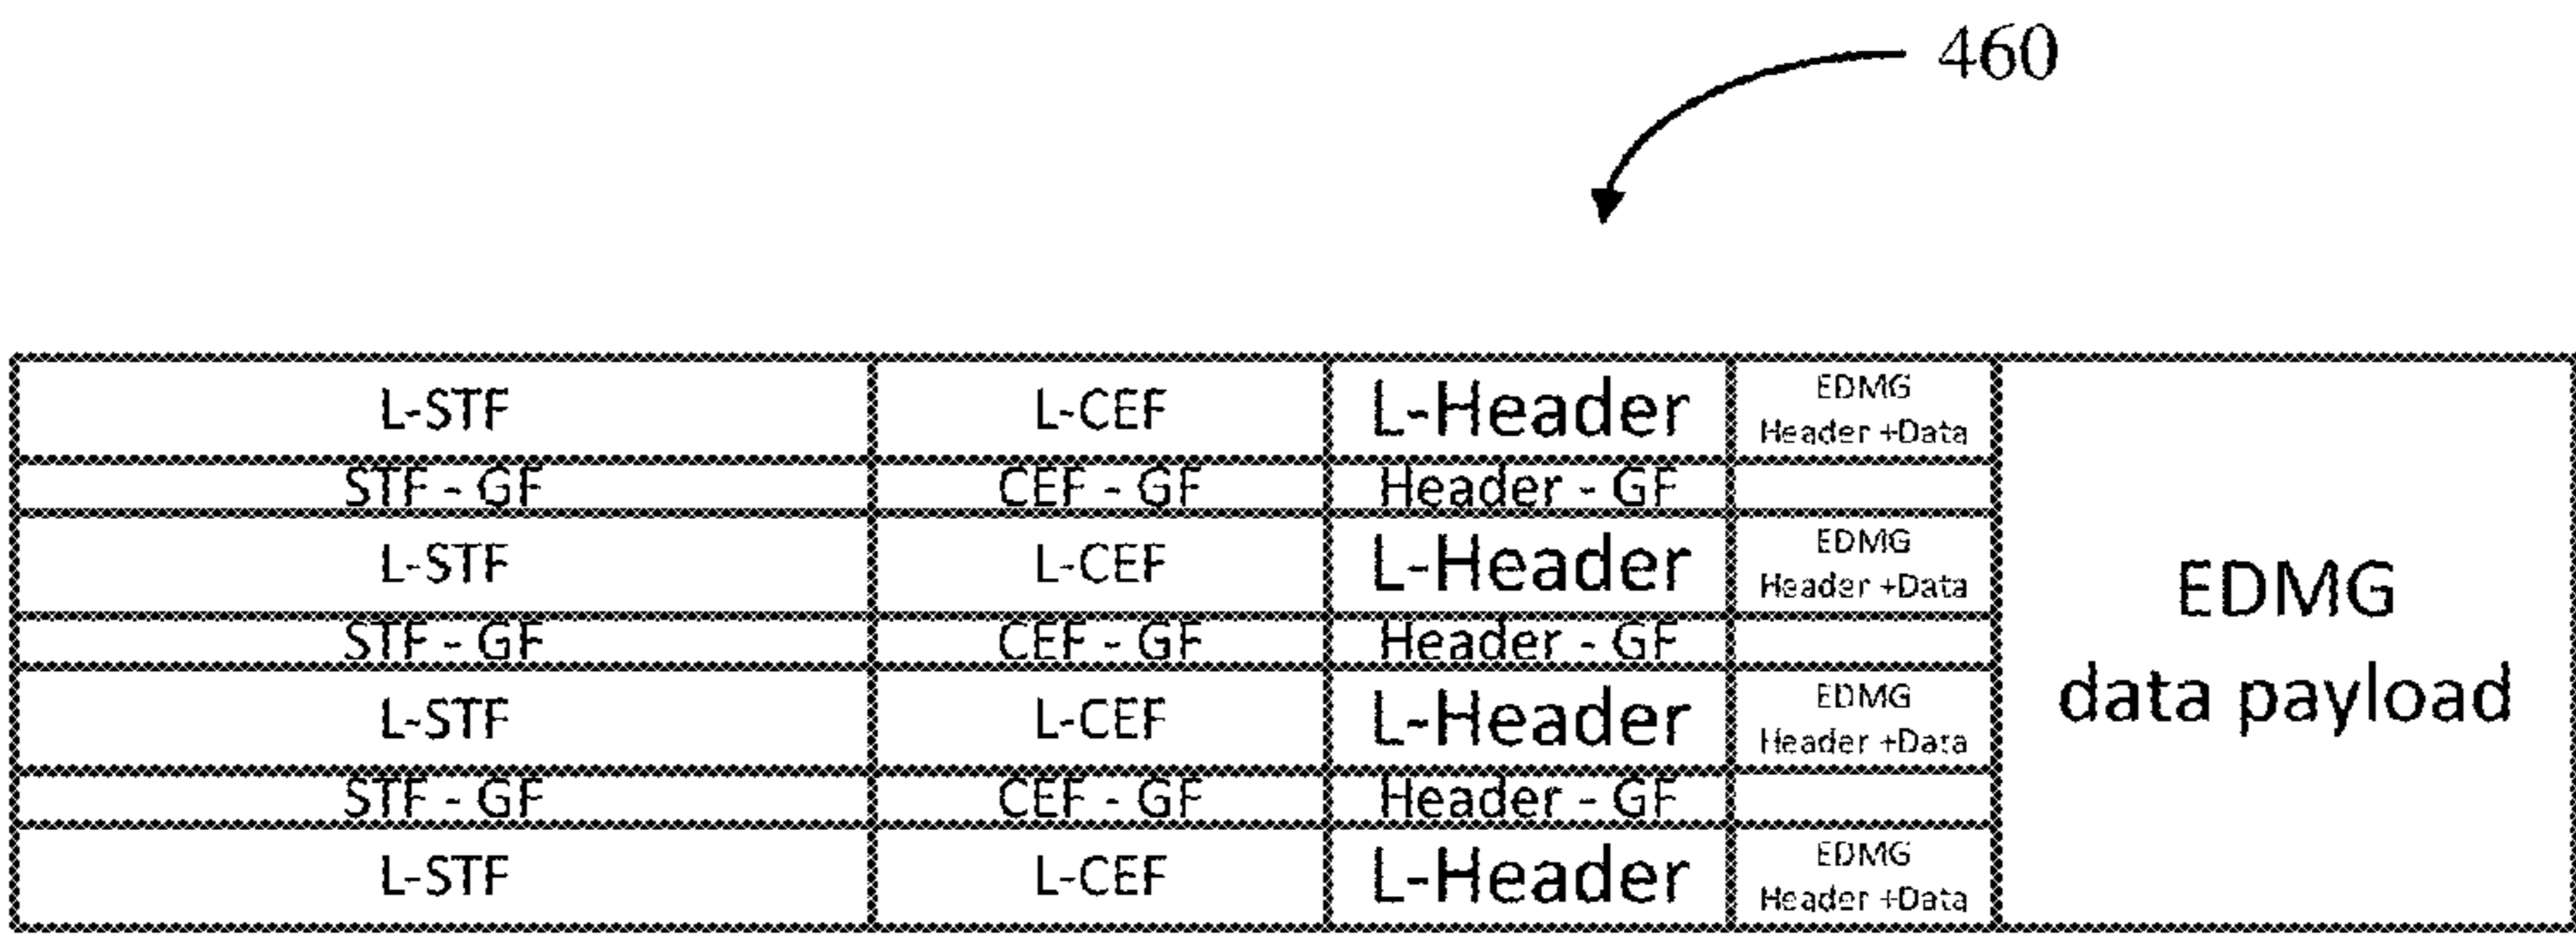 460
L-STF L-CEF L-Header EDMG
Header +Data
STF - GF CEF - GF Header - GF
L-STF L-CEF L-Header EDMG
Header +Data
STF - GF CEF - GF Header - GF
L-STF L-CEF L-Header EDMG
Header +Data
STF - GF CEF - GF Header - GF
L-STF L-CEF L-Header EDMG
Header +Data
EDMG
data payload